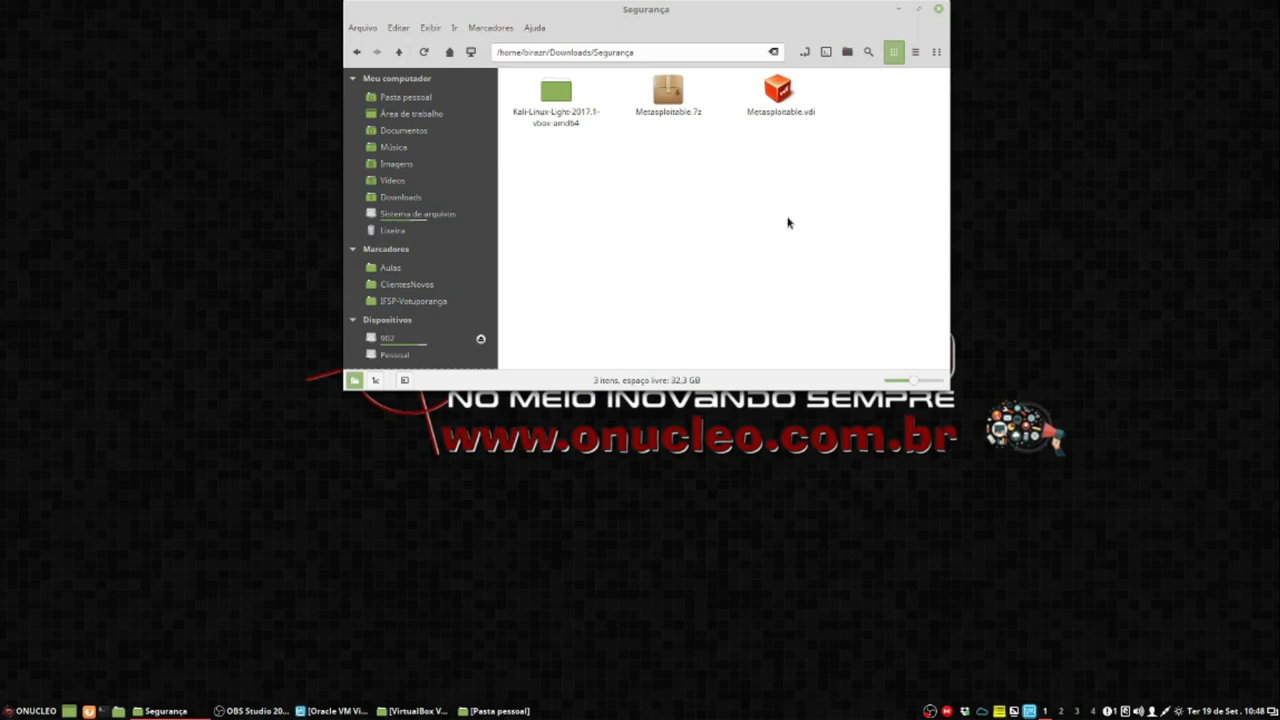 Segurança
Arquivo Editar Exibir Ir Marcadores Ajuda
/home/birazn/Downloads/Segurança
Meu computador
Pasta pessoal
Área de trabalho
Documentos
Música
Imagens
Vídeos
Downloads
Sistema de arquivos
Lixeira
Marcadores
Aulas
ClientesNovos
IFSP-Votuporanga
Dispositivos
902
Pessoal
Kali-Linux-Light-2017.1-
vbox-amd64
Metasploitable.7z
Metasploitable.vdi
3 itens, espaço livre: 32,3 GB
NO MEIO INOVANDO SEMPRE
www.onucleo.com.br
ONUCLEO Segurança OBS Studio 20... [Oracle VM Vi... [VirtualBox V... [Pasta pessoal] 1 2 3 4 1 Ter 19 de Set, 10:48